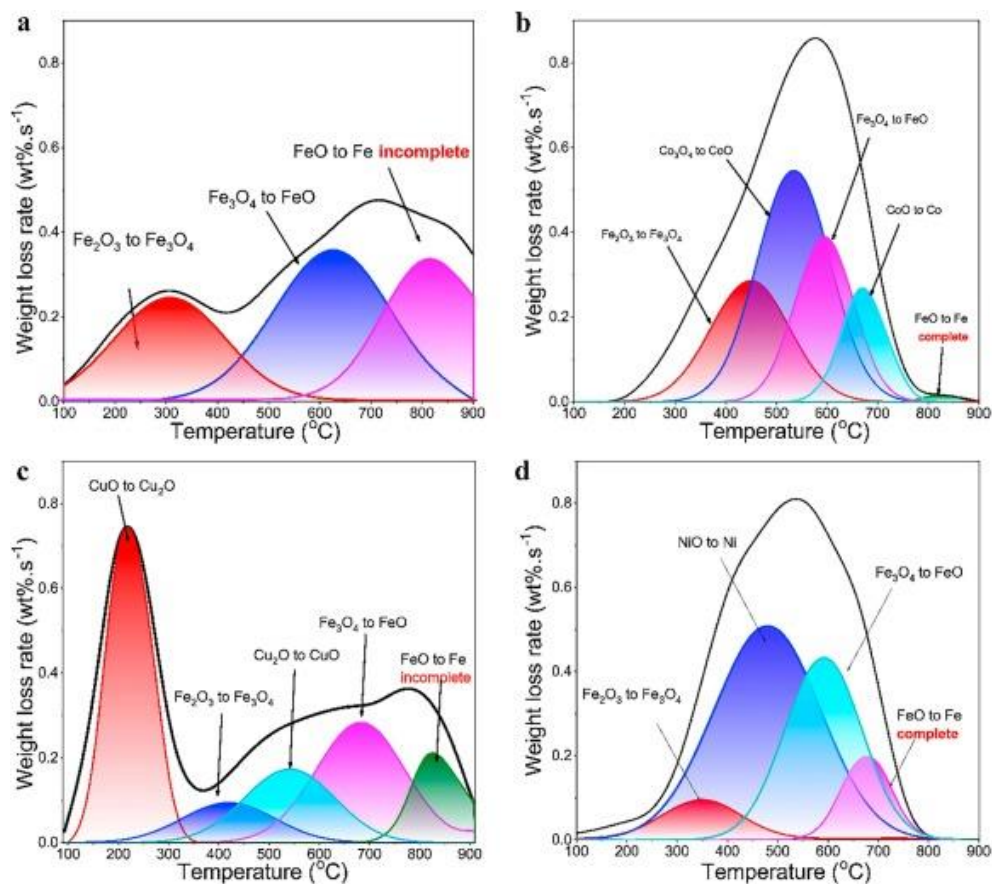 a
Weight loss rate (wt%.s⁻¹)
0.8
0.6
0.4
0.2
0.0
FeO to Fe incomplete
Fe₃O₄ to FeO
Fe₂O₃ to Fe₃O₄
100 200 300 400 500 600 700 800 900
Temperature (°C)
b
Weight loss rate (wt%.s⁻¹)
0.8
0.6
0.4
0.2
0.0
Fe₃O₄ to FeO
Co₃O₄ to CoO
CoO to Co
Fe₂O₃ to Fe₃O₄
FeO to Fe
complete
100 200 300 400 500 600 700 800 900
Temperature (°C)
c
Weight loss rate (wt%.s⁻¹)
0.8
0.6
0.4
0.2
0.0
CuO to Cu₂O
Fe₃O₄ to FeO
Cu₂O to CuO
FeO to Fe
incomplete
Fe₂O₃ to Fe₃O₄
100 200 300 400 500 600 700 800 900
Temperature (°C)
d
Weight loss rate (wt%.s⁻¹)
0.8
0.6
0.4
0.2
0.0
NiO to Ni
Fe₃O₄ to FeO
Fe₂O₃ to Fe₃O₄
FeO to Fe
complete
100 200 300 400 500 600 700 800 900
Temperature (°C)